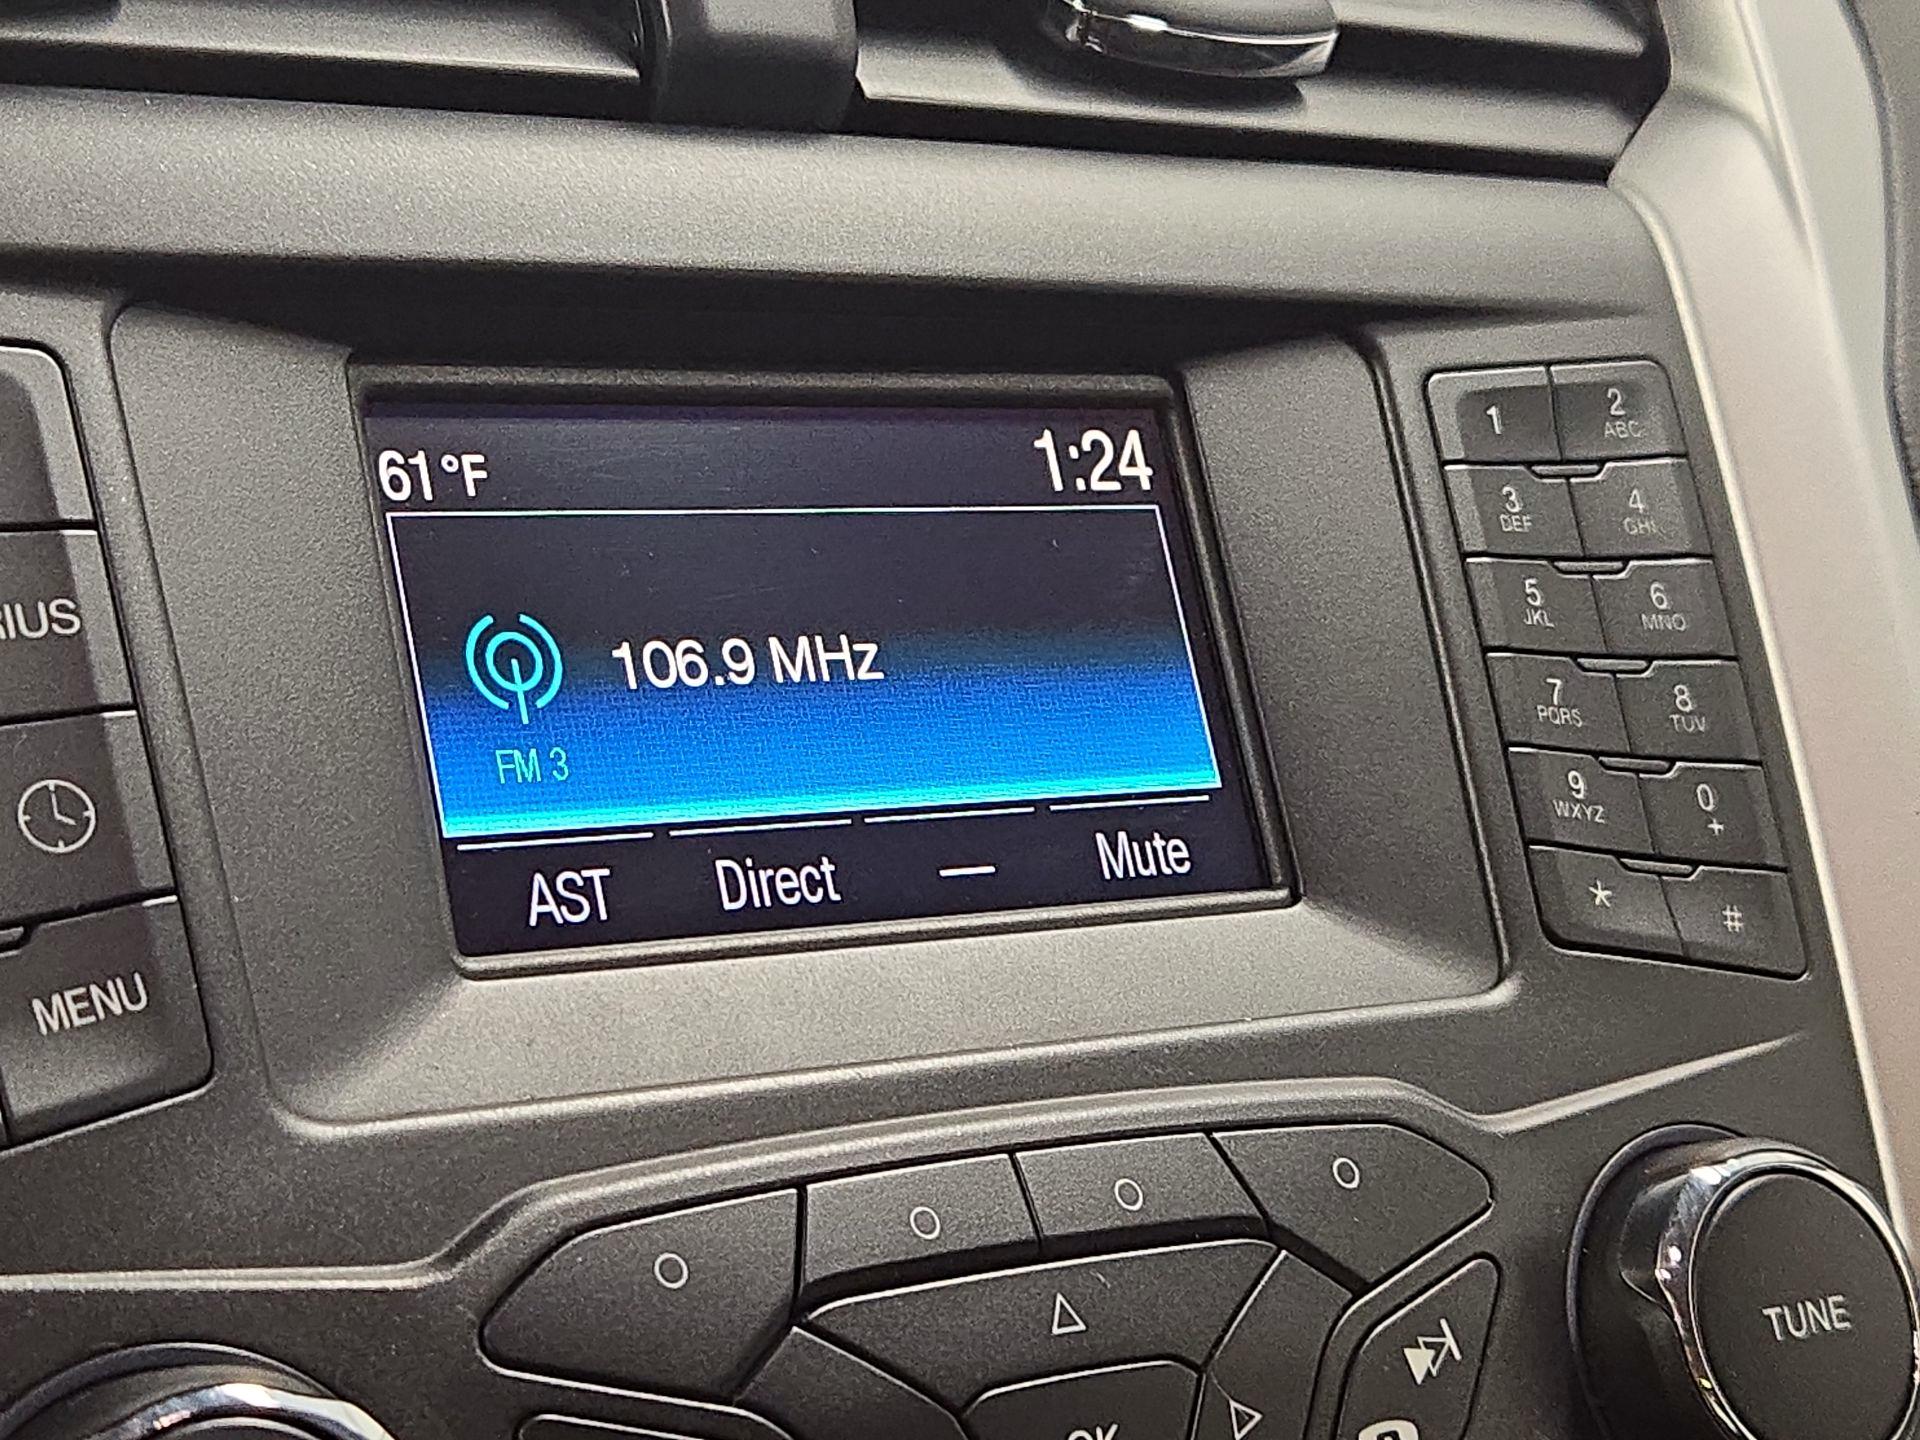 61°F 1:24
106.9 MHz
FM 3
AST Direct — Mute
RIUS
MENU
1 2 ABC
3 DEF 4 GHI
5 JKL 6 MNO
7 PQRS 8 TUV
9 WXYZ 0 +
* #
TUNE
OK